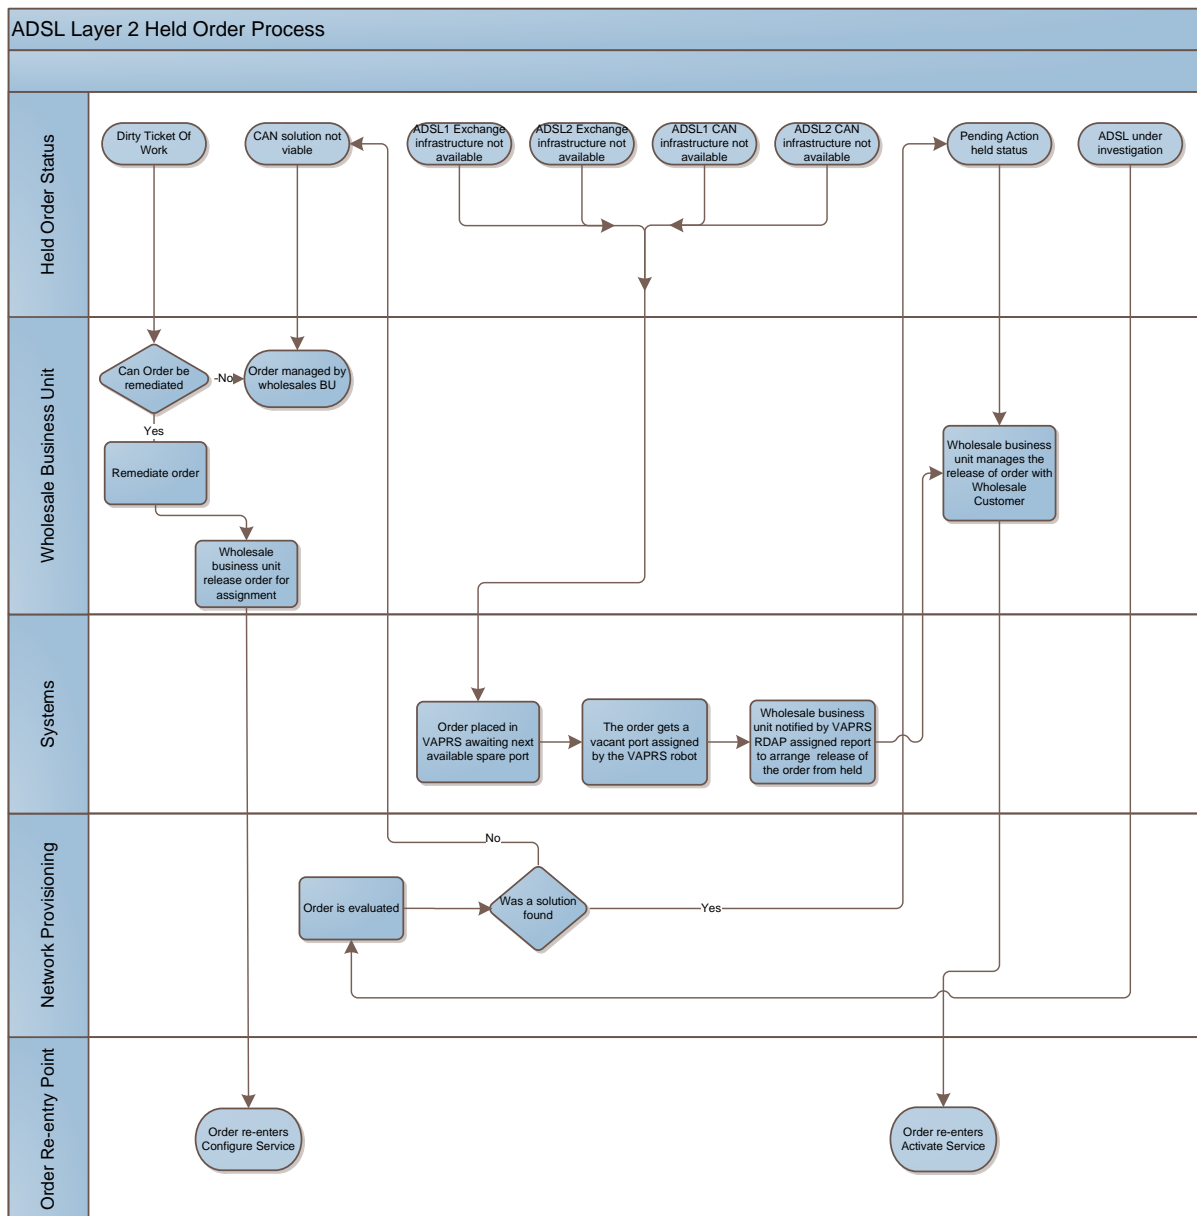 ADSL Layer 2 Held Order Process
Held Order Status
Dirty Ticket Of
Work
CAN solution not
viable
ADSL1 Exchange
infrastructure not
available
ADSL2 Exchange
infrastructure not
available
ADSL1 CAN
infrastructure not
available
ADSL2 CAN
infrastructure not
available
Pending Action
held status
ADSL under
investigation
Wholesale Business Unit
Can Order be
remediated
No
Order managed by
wholesales BU
Yes
Remediate order
Wholesale
business unit
release order for
assignment
Wholesale business
unit manages the
release of order with
Wholesale
Customer
Systems
Order placed in
VAPRS awaiting next
available spare port
The order gets a
vacant port assigned
by the VAPRS robot
Wholesale business
unit notified by VAPRS
RDAP assigned report
to arrange release of
the order from held
Network Provisioning
Order is evaluated
Was a solution
found
No
Yes
Order Re-entry Point
Order re-enters
Configure Service
Order re-enters
Activate Service